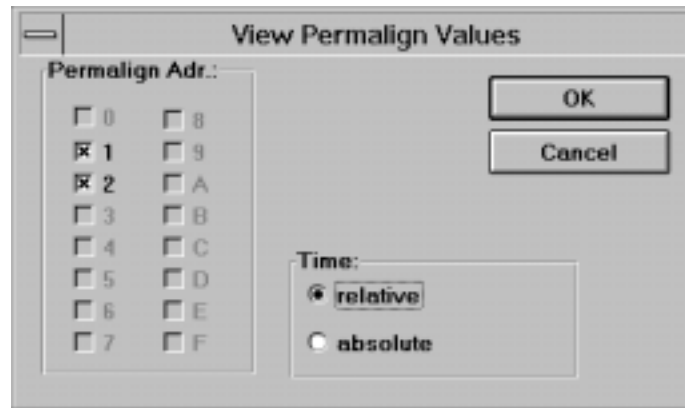 View Permalign Values
Permalign Adr.:
0 8
1 9
2 A
3 B
4 C
5 D
6 E
7 F
OK
Cancel
Time:
relative
absolute